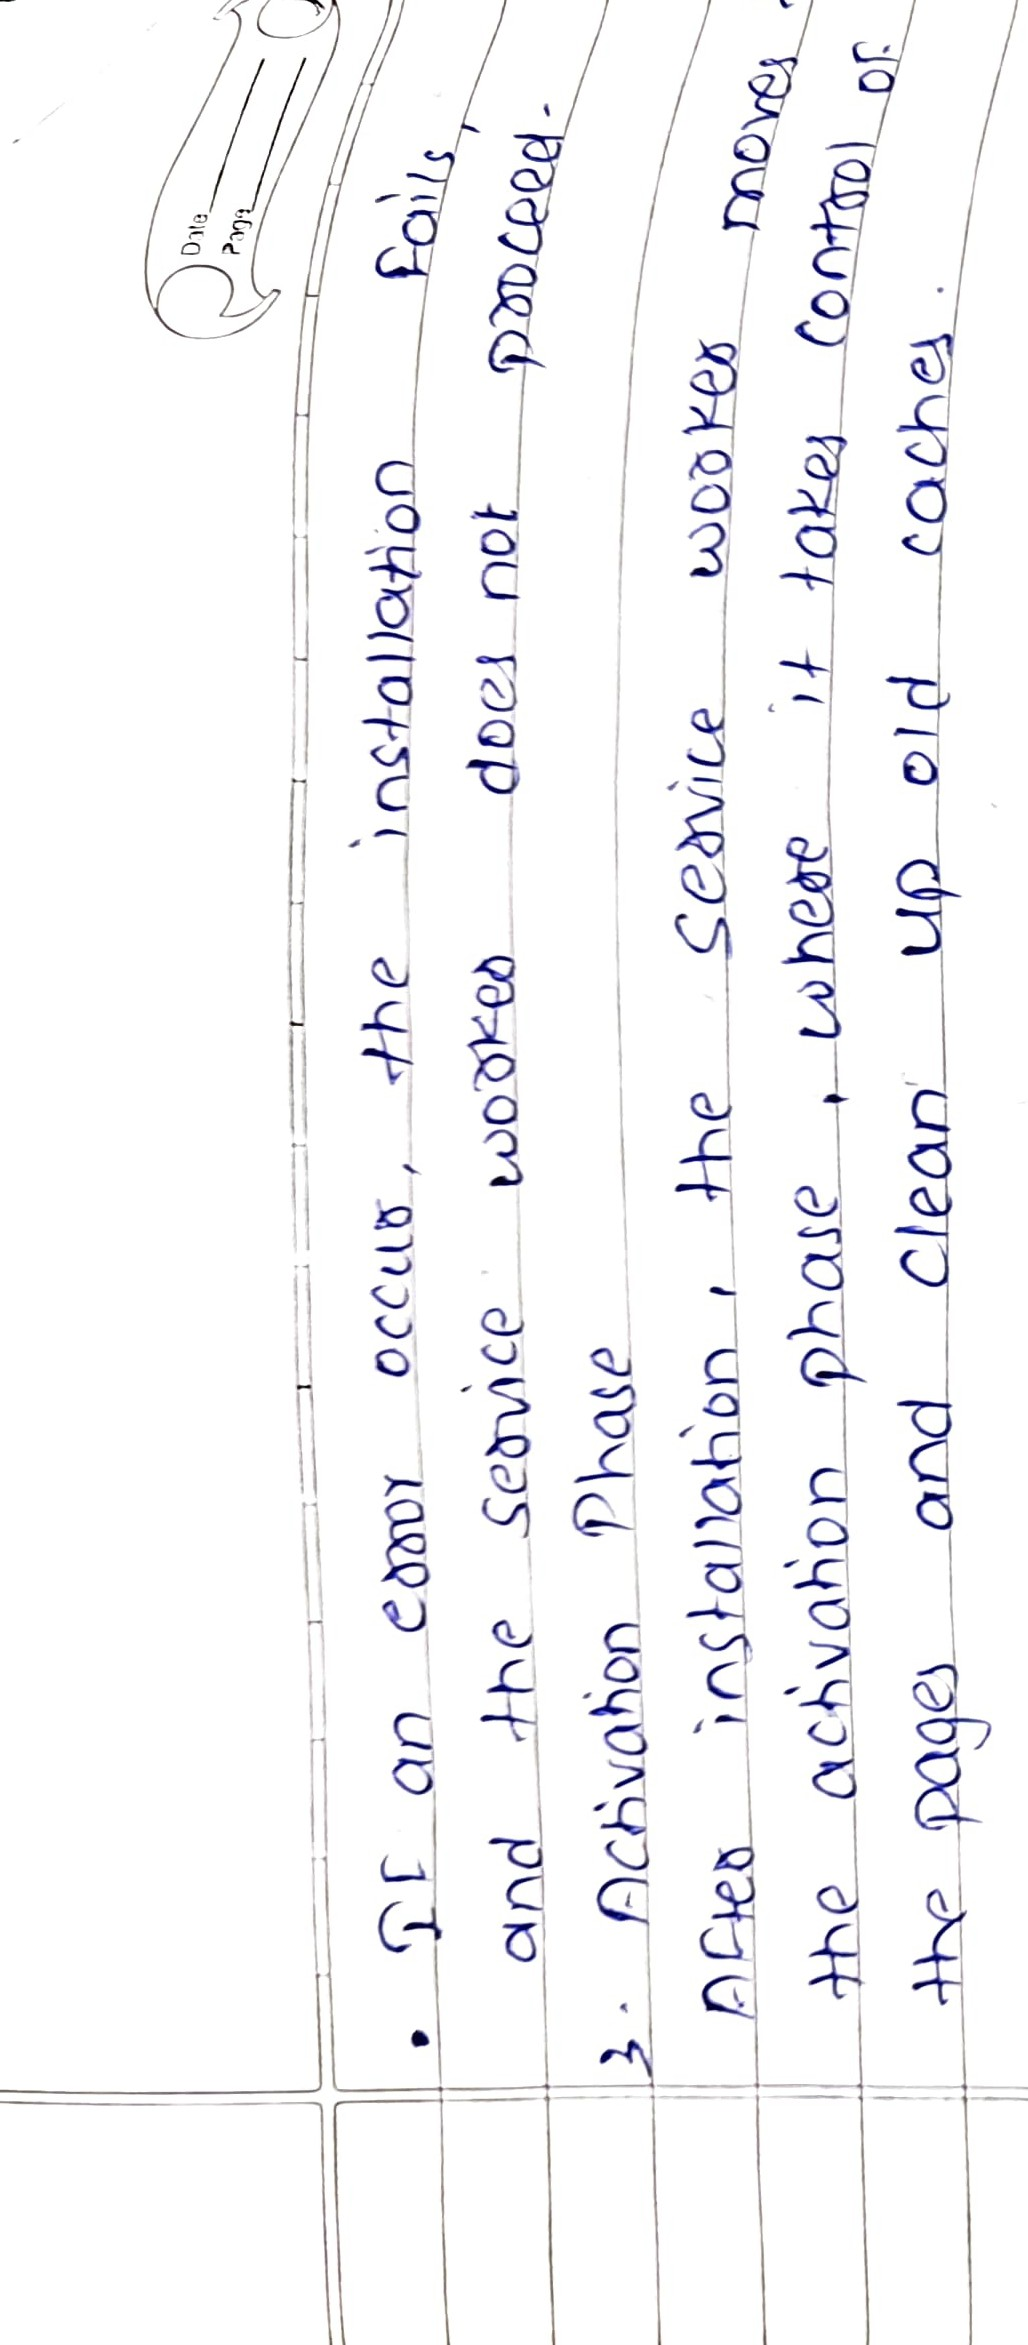 Date
Page
• If an error occur, the installation fails,
and the service worker does not proceed.
3. Activation Phase
After installation, the service worker moves
the activation phase, where it takes control of
the pages and clean up old caches.